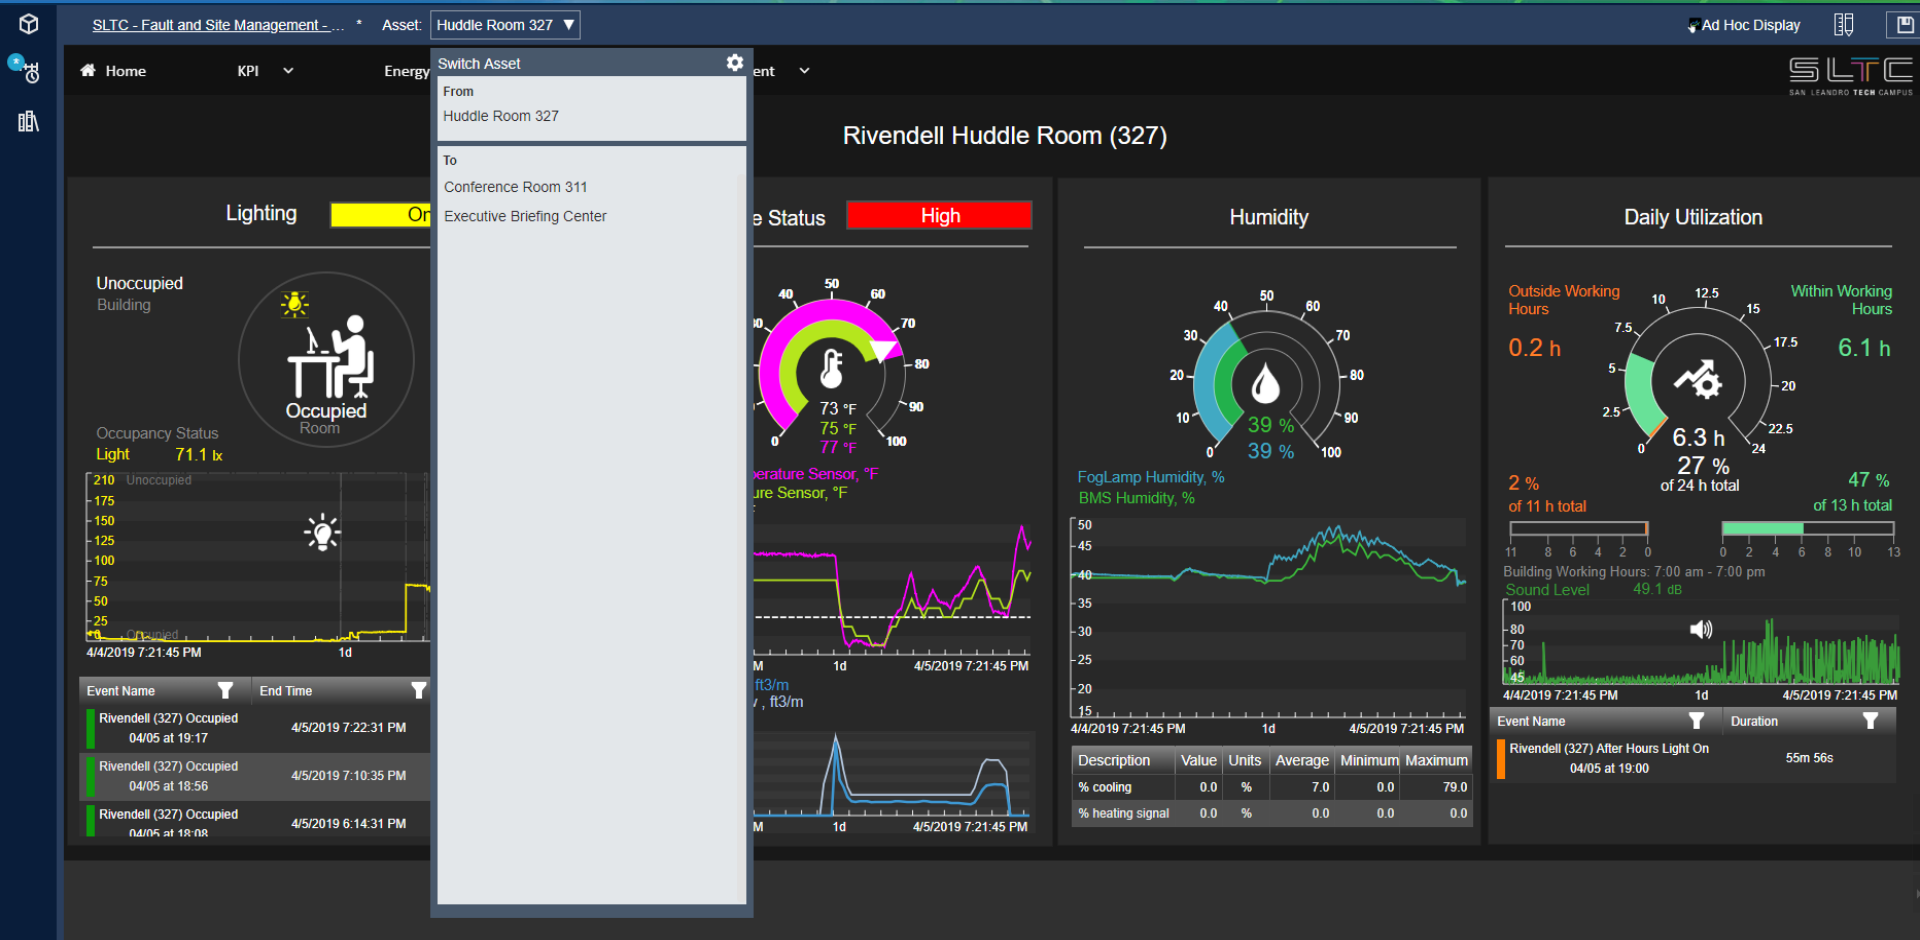 SLTC - Fault and Site Management - ... * Asset: Huddle Room 327 ▼
Ad Hoc Display
Home
KPI
Energy
ent
SLTC
SAN LEANDRO TECH CAMPUS
Switch Asset
From
Huddle Room 327
To
Conference Room 311
Executive Briefing Center
Rivendell Huddle Room (327)
Lighting
On
Unoccupied
Building
Occupied
Room
Occupancy Status
Light 71.1 lx
210 Unoccupied
175
150
125
100
75
50
25
Occupied
4/4/2019 7:21:45 PM 1d
Event Name End Time
Rivendell (327) Occupied
04/05 at 19:17
4/5/2019 7:22:31 PM
Rivendell (327) Occupied
04/05 at 18:56
4/5/2019 7:10:35 PM
Rivendell (327) Occupied
04/05 at 18:08
4/5/2019 6:14:31 PM
e Status
High
0
40
50
60
70
80
90
100
0
73 °F
75 °F
77 °F
perature Sensor, °F
ure Sensor, °F
M 1d 4/5/2019 7:21:45 PM
ft3/m
, ft3/m
M 1d 4/5/2019 7:21:45 PM
Humidity
0
10
20
30
40
50
60
70
80
90
100
39 %
39 %
FogLamp Humidity, %
BMS Humidity, %
50
45
40
35
30
25
20
15
4/4/2019 7:21:45 PM 1d 4/5/2019 7:21:45 PM
Description Value Units Average Minimum Maximum
% cooling 0.0 % 7.0 0.0 79.0
% heating signal 0.0 % 0.0 0.0 0.0
Daily Utilization
Outside Working
Hours
0.2 h
Within Working
Hours
6.1 h
0
2.5
5
7.5
10
12.5
15
17.5
20
22.5
24
6.3 h
27 %
of 24 h total
2 %
of 11 h total
47 %
of 13 h total
11 8 6 4 2 0
0 2 4 6 8 10 13
Building Working Hours: 7:00 am - 7:00 pm
Sound Level 49.1 dB
100
80
70
60
45
4/4/2019 7:21:45 PM 1d 4/5/2019 7:21:45 PM
Event Name Duration
Rivendell (327) After Hours Light On
04/05 at 19:00
55m 56s